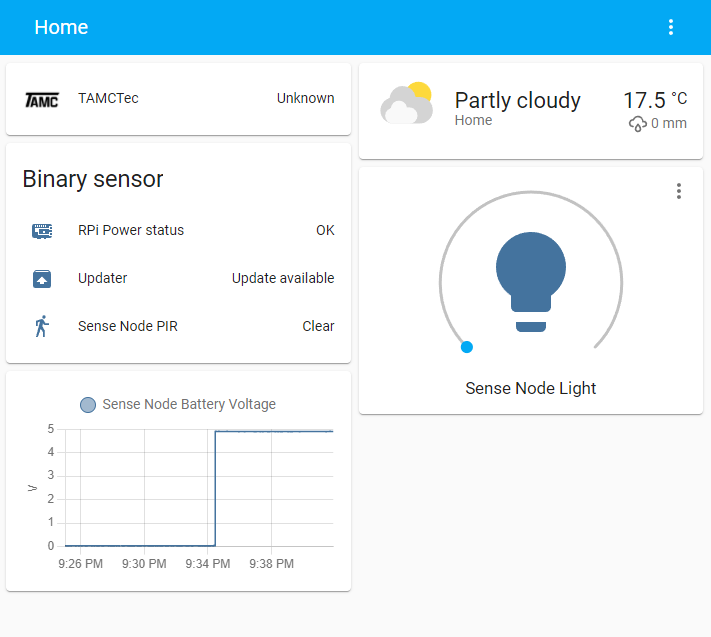 Home
TAMC
TAMCTec
Unknown
Binary sensor
RPi Power status
OK
Updater
Update available
Sense Node PIR
Clear
Sense Node Battery Voltage
5
4
3
2
1
0
V
9:26 PM
9:30 PM
9:34 PM
9:38 PM
Partly cloudy
Home
17.5 °C
0 mm
Sense Node Light